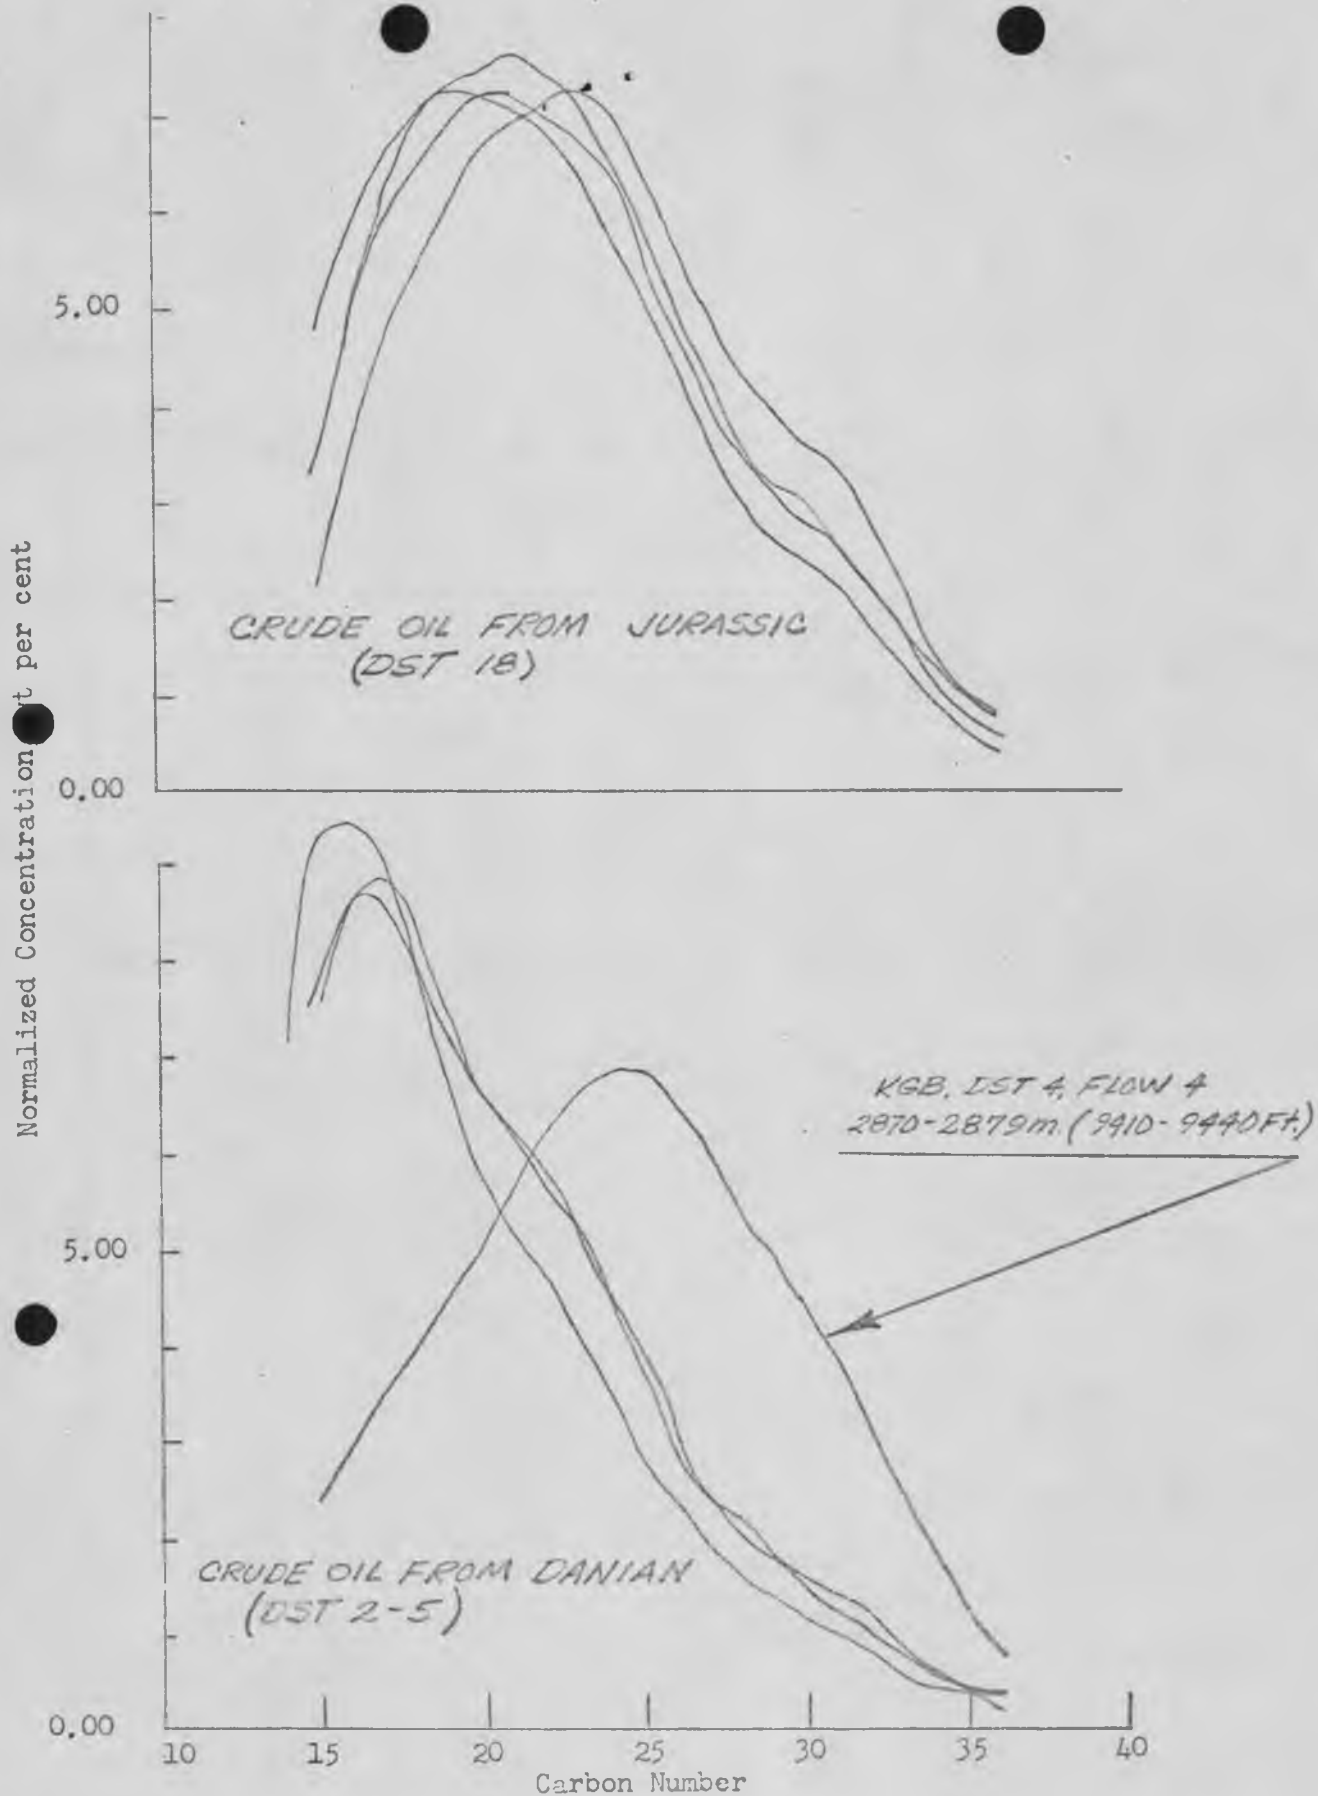 5.00
CRUDE OIL FROM JURASSIC
(DST 18)
0.00
Normalized Concentration per cent
KGB, DST 4, FLOW 4
2870-2879m. (9410-9440Ft.)
5.00
CRUDE OIL FROM DANIAN
(DST 2-5)
0.00
10 15 20 25 30 35 40
Carbon Number